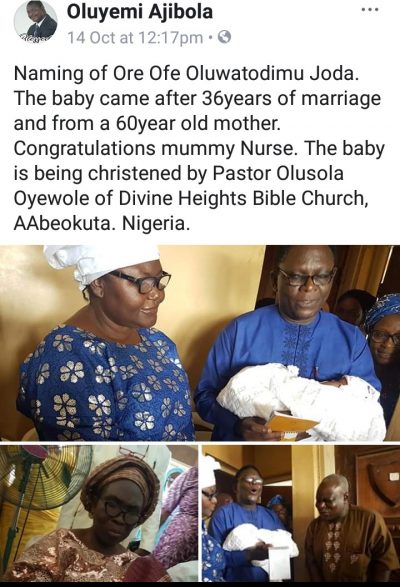 Oluyemi Ajibola
14 Oct at 12:17pm ·
Naming of Ore Ofe Oluwatodimu Joda.
The baby came after 36years of marriage
and from a 60year old mother.
Congratulations mummy Nurse. The baby
is being christened by Pastor Olusola
Oyewole of Divine Heights Bible Church,
AAbeokuta. Nigeria.